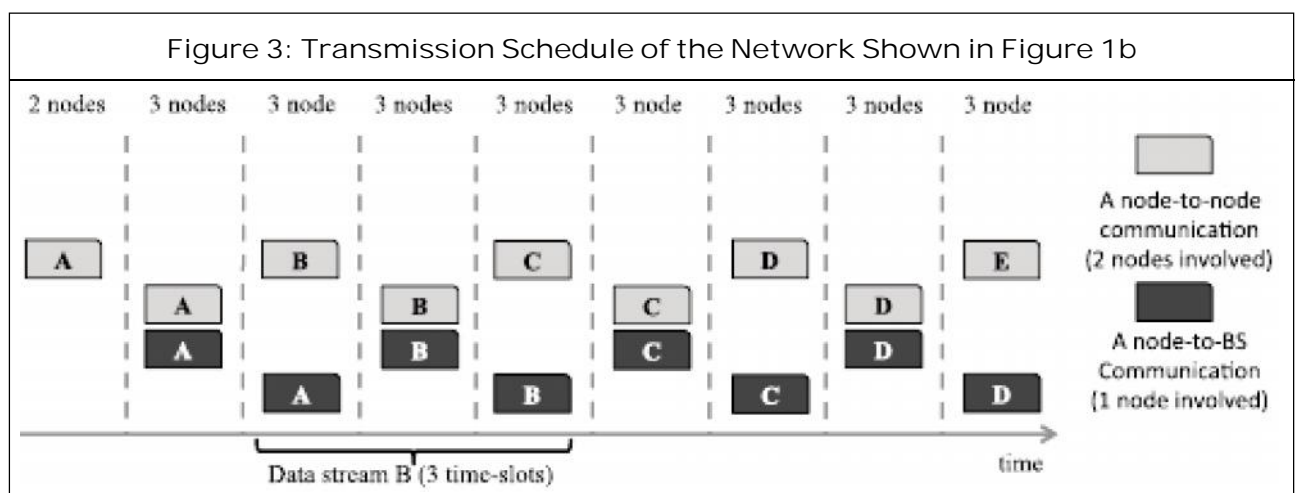 Figure 3: Transmission Schedule of the Network Shown in Figure 1b
2 nodes 3 nodes 3 node 3 nodes 3 nodes 3 node 3 nodes 3 nodes 3 node
A B C D E
A B C D
A B C D
A B C D
A node-to-node
communication
(2 nodes involved)
A node-to-BS
Communication
(1 node involved)
Data stream B (3 time-slots)
time